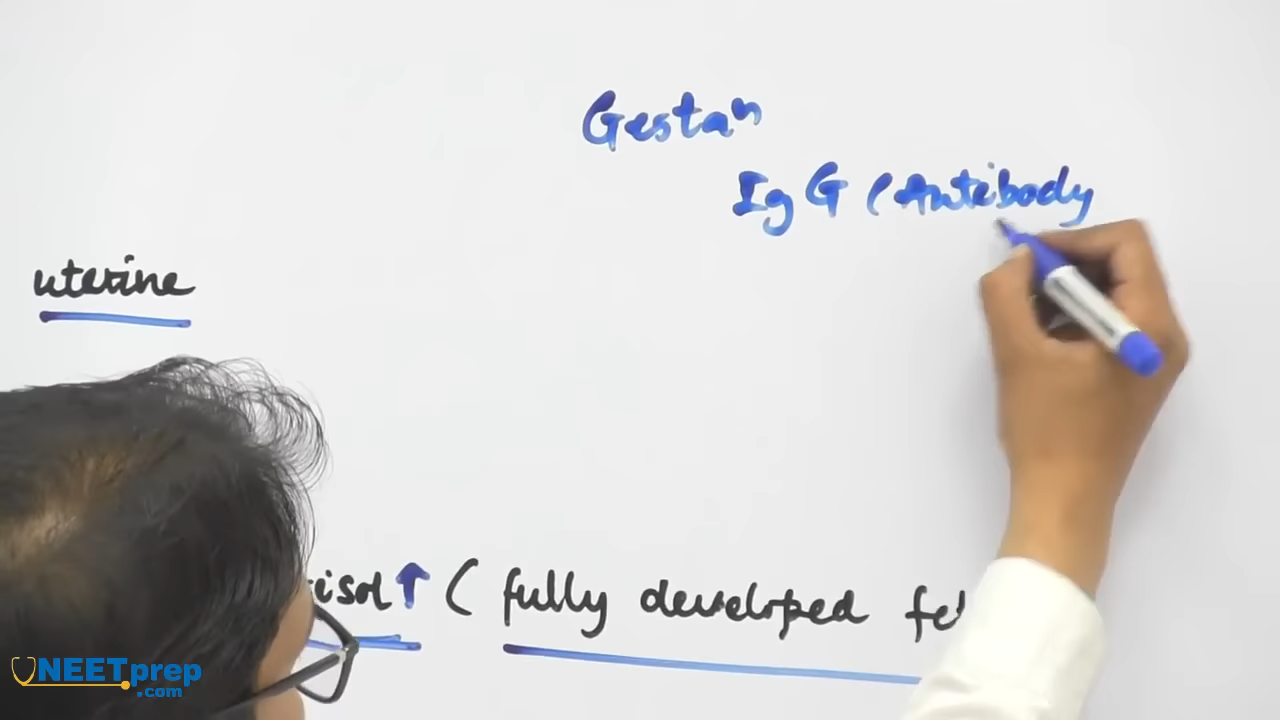 Gestan
IgG (Antibody
uterine
isol ↑ ( fully developed fe
NEETprep
.com